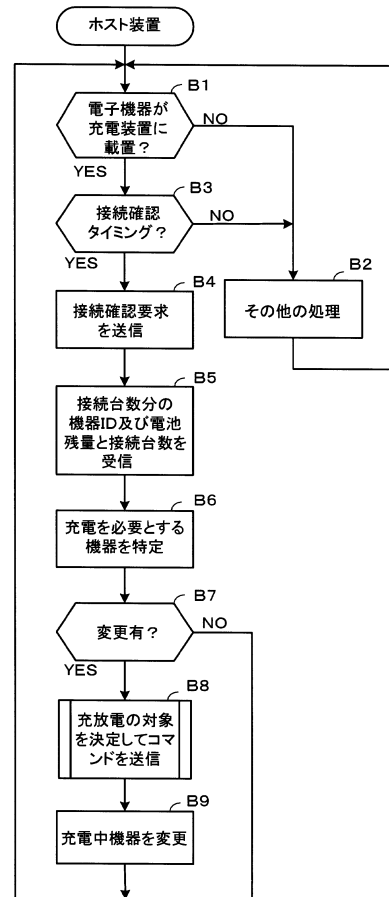 ホスト装置
B1
電子機器が
充電装置に
載置？
NO
YES
B3
接続確認
タイミング？
NO
YES
B2
その他の処理
B4
接続確認要求
を送信
B5
接続台数分の
機器ID及び電池
残量と接続台数を
受信
B6
充電を必要とする
機器を特定
B7
変更有？
NO
YES
B8
充放電の対象
を決定してコマ
ンドを送信
B9
充電中機器を変更